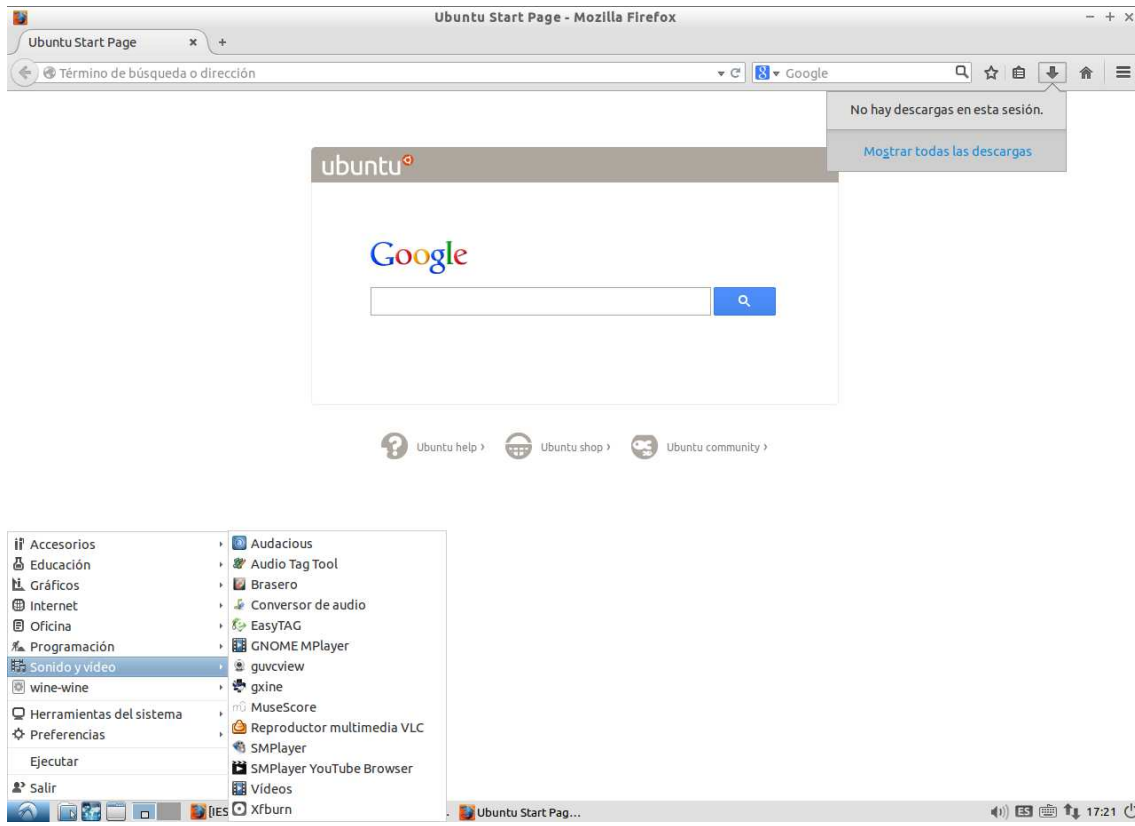 Ubuntu Start Page - Mozilla Firefox
Ubuntu Start Page
Término de búsqueda o dirección
8 Google
No hay descargas en esta sesión.
Mostrar todas las descargas
ubuntu
Google
Ubuntu help ›
Ubuntu shop ›
Ubuntu community ›
Accesorios
Educación
Gráficos
Internet
Oficina
Programación
Sonido y vídeo
wine-wine
Herramientas del sistema
Preferencias
Ejecutar
Salir
Audacious
Audio Tag Tool
Brasero
Conversor de audio
EasyTAG
GNOME MPlayer
guvcview
gxine
mū MuseScore
Reproductor multimedia VLC
SMPlayer
SMPlayer YouTube Browser
Vídeos
Xfburn
[IES
Ubuntu Start Pag...
ES
17:21